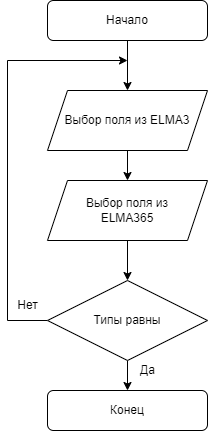 Начало
Выбор поля из ELMA3
Выбор поля из
ELMA365
Типы равны
Нет
Да
Конец